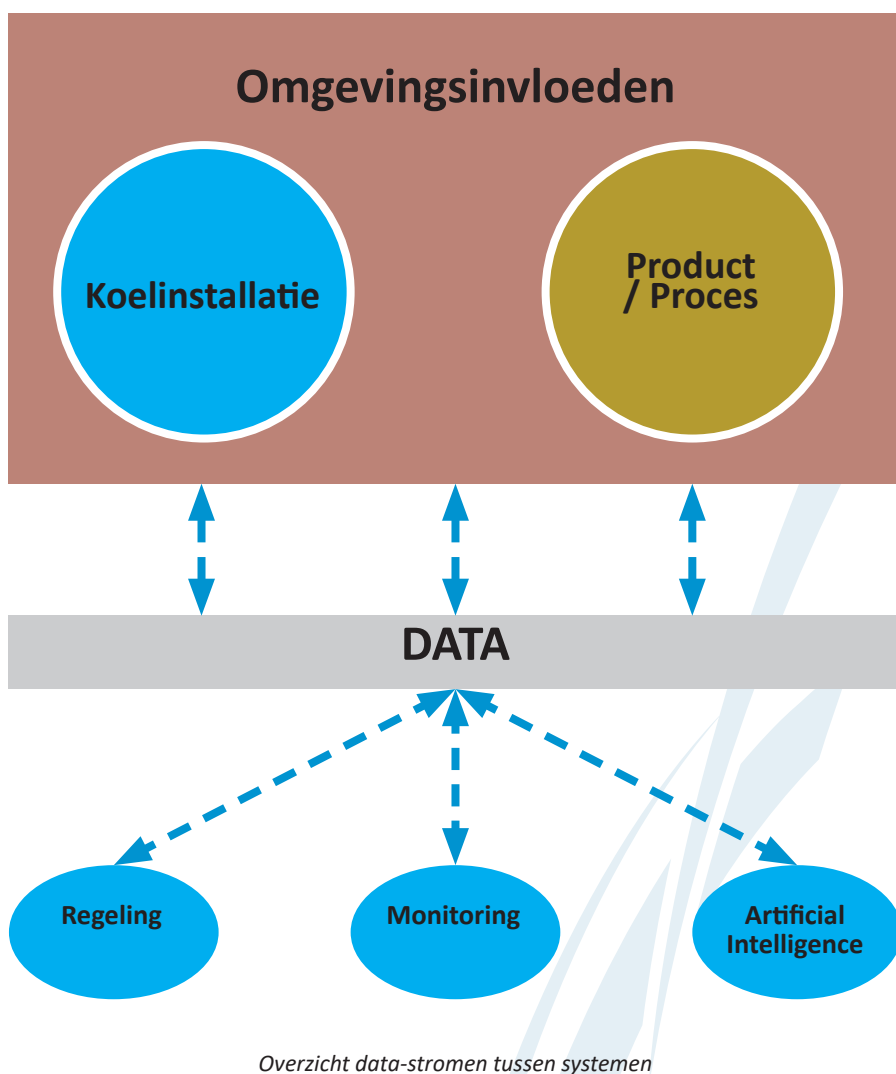 Omgevingsinvloeden
Koelinstallatie
Product
/ Proces
DATA
Regeling
Monitoring
Artificial
Intelligence
Overzicht data-stromen tussen systemen